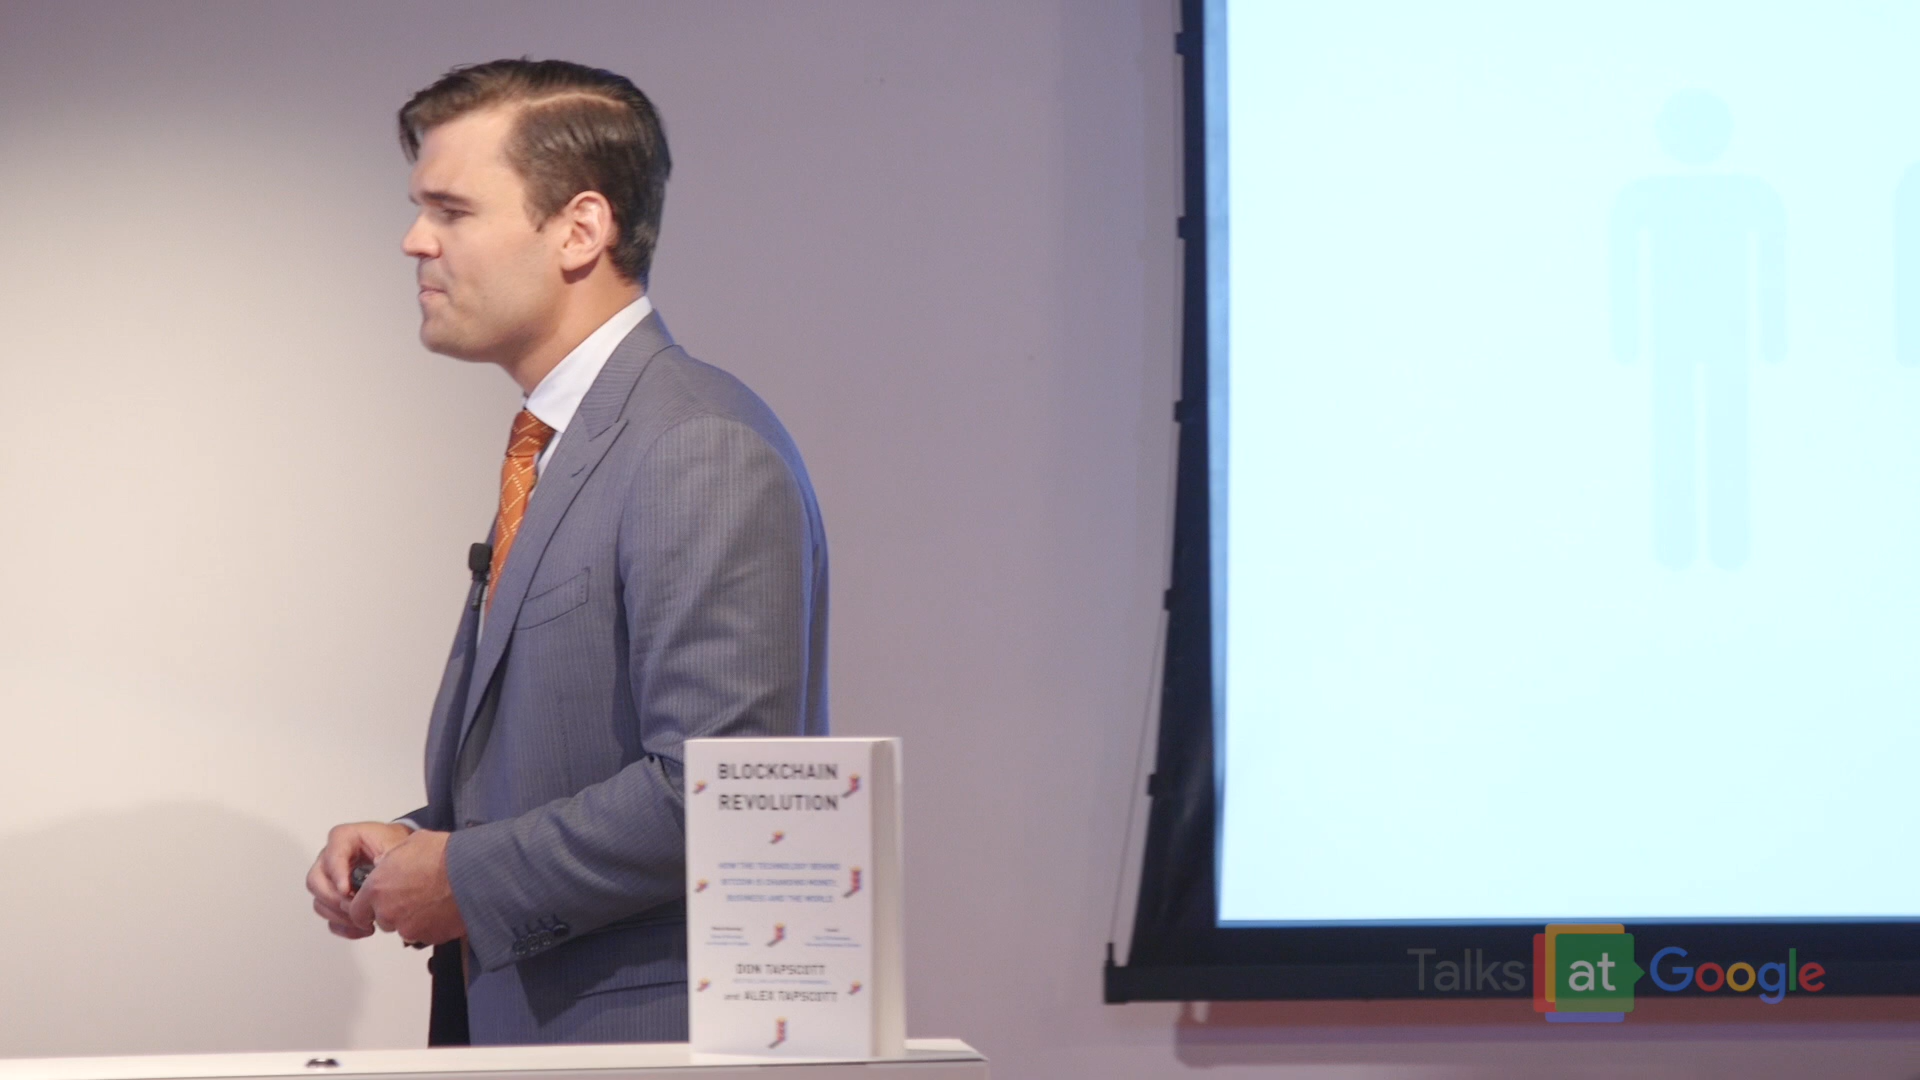 BLOCKCHAIN
REVOLUTION
HOW THE TECHNOLOGY BEHIND
BITCOIN IS CHANGING MONEY,
BUSINESS AND THE WORLD
DON TAPSCOTT
and ALEX TAPSCOTT
Talks at Google